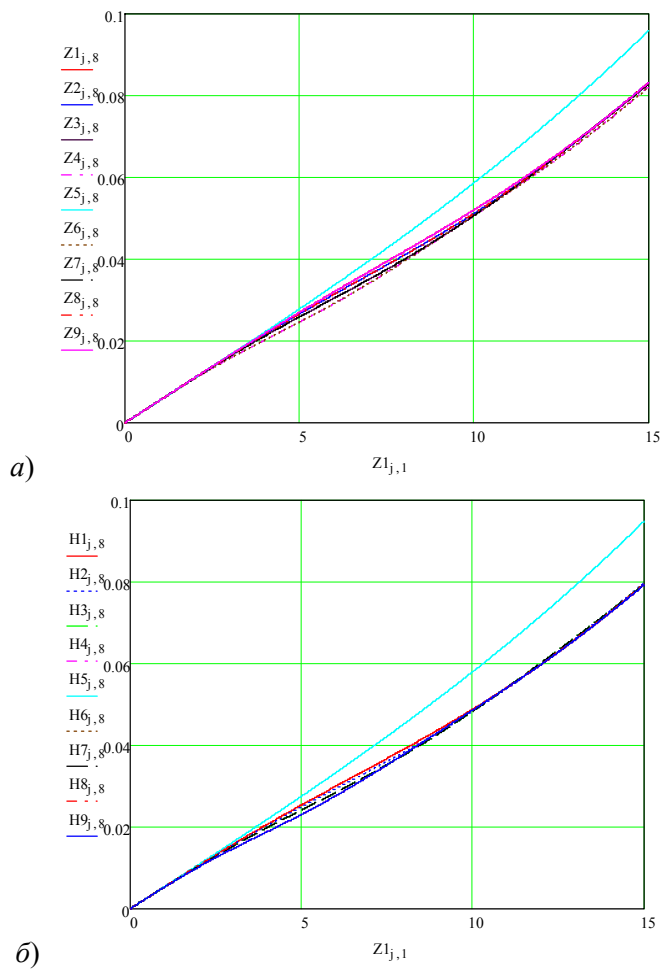 0.1
Z1j,8
Z2j,8
0.08
Z3j,8
Z4j,8
0.06
Z5j,8
Z6j,8
0.04
Z7j,8
Z8j,8
0.02
Z9j,8
0
0 5 10 15
а)
Z1j,1
0.1
H1j,8
H2j,8
0.08
H3j,8
H4j,8
0.06
H5j,8
H6j,8
0.04
H7j,8
H8j,8
0.02
H9j,8
0
0 5 10 15
б)
Z1j,1